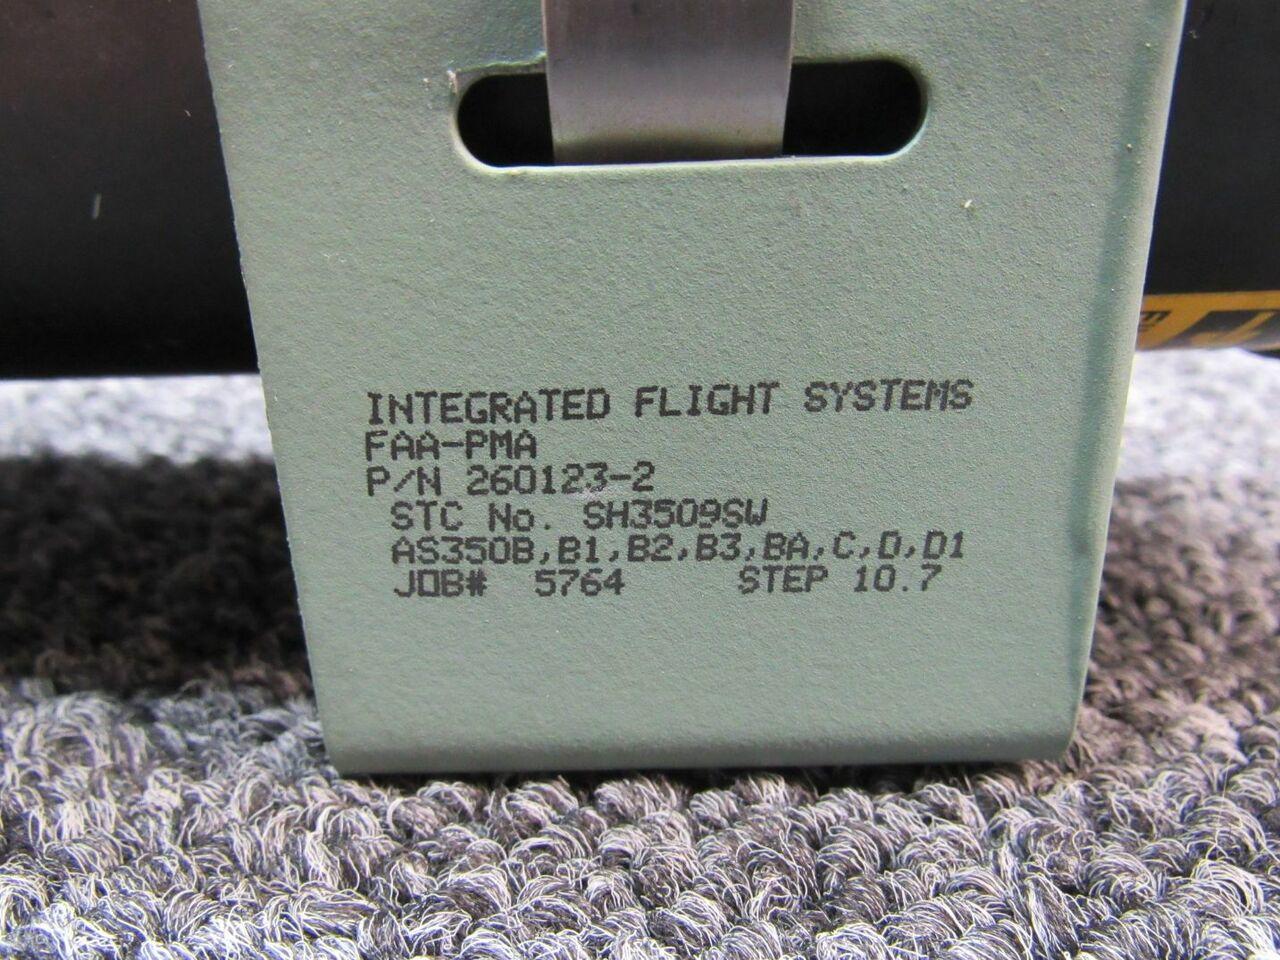 INTEGRATED FLIGHT SYSTEMS
FAA-PMA
P/N 260123-2
STC No. SH3509SW
AS350B,B1,B2,B3,BA,C,D,D1
JOB# 5764 STEP 10.7